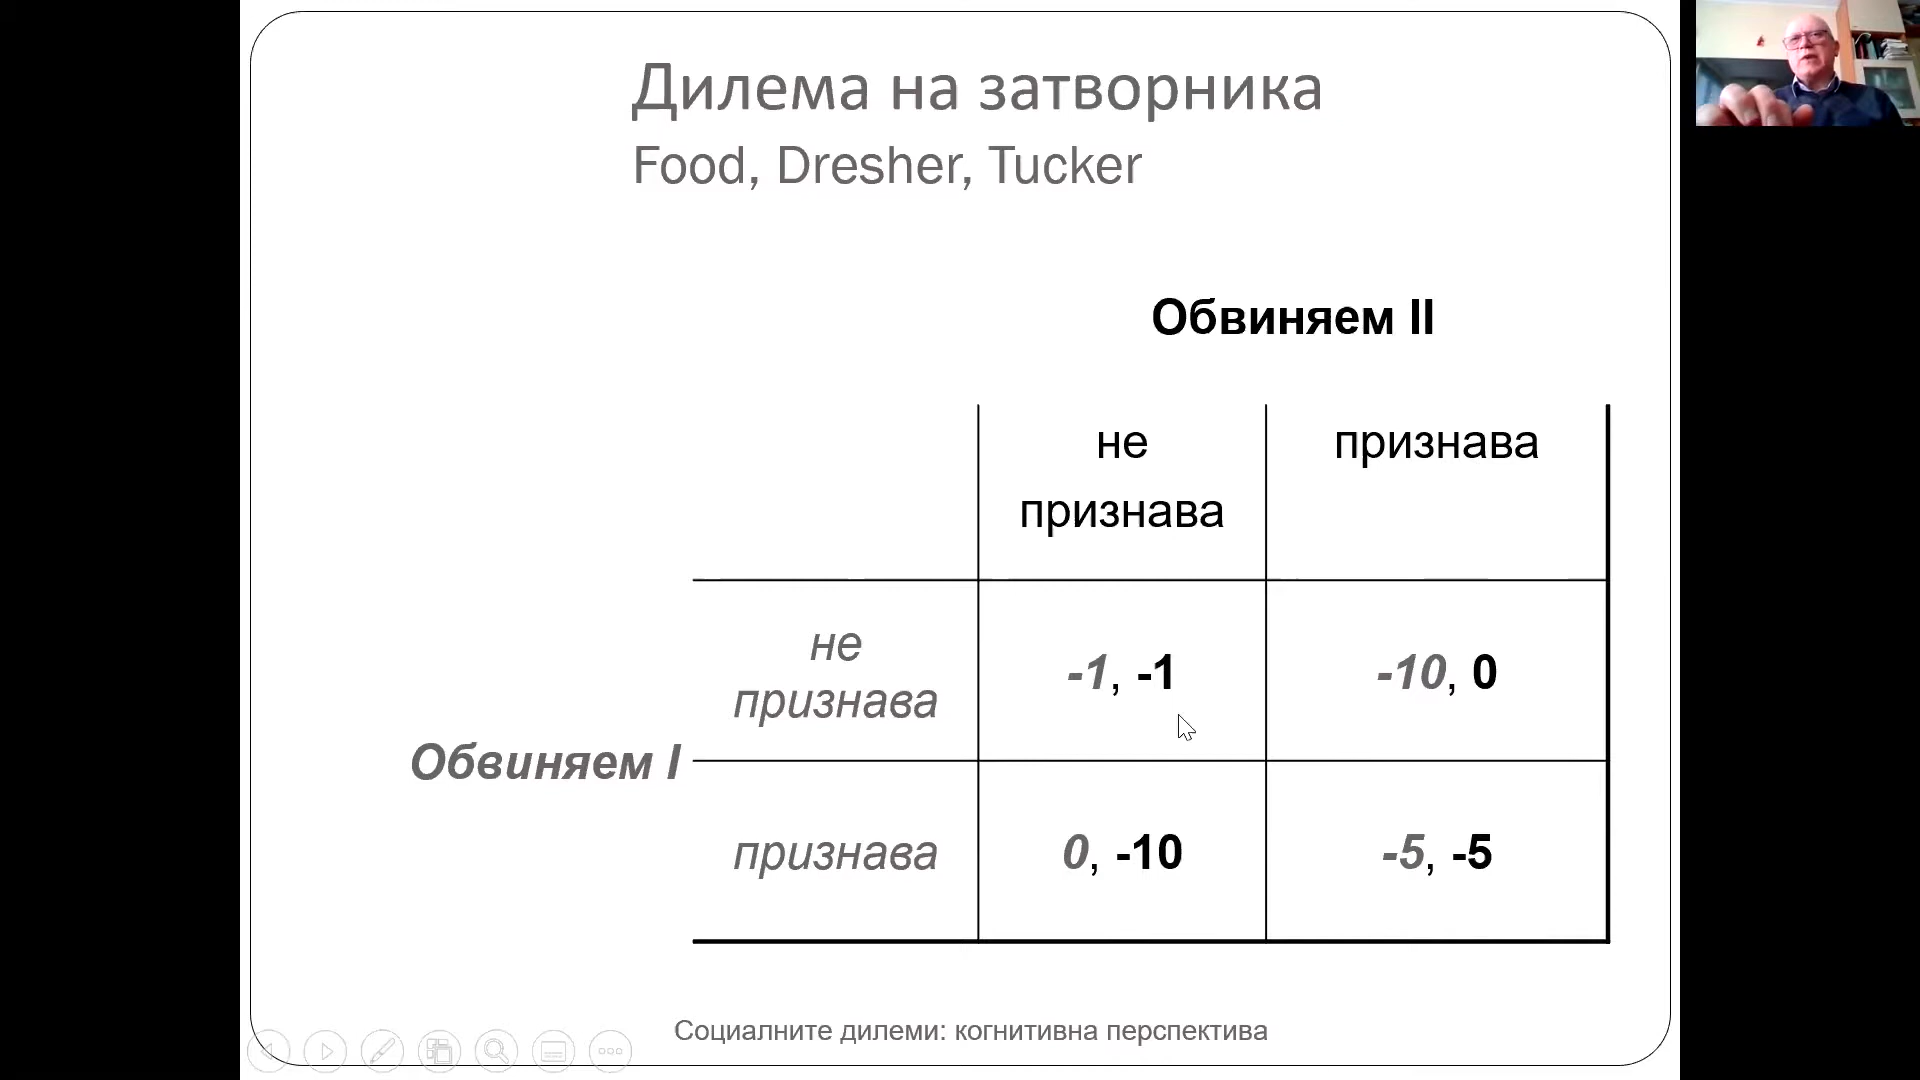 Дилема на затворника
Food, Dresher, Tucker
Обвиняем II
не признава
признава
Обвиняем I
не признава
-1, -1
-10, 0
признава
0, -10
-5, -5
Социалните дилеми: когнитивна перспектива